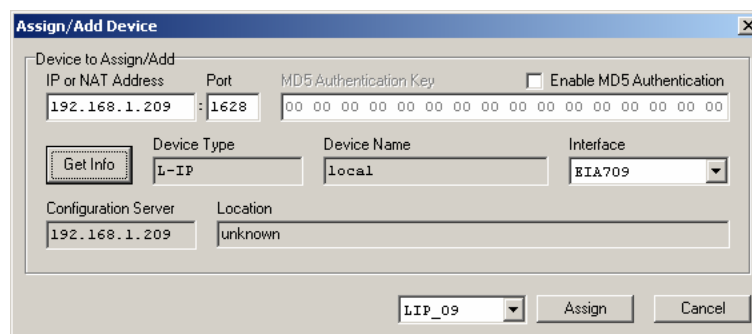 Assign/Add Device
Device to Assign/Add
IP or NAT Address Port MD5 Authentication Key Enable MD5 Authentication
192.168.1.209 : 1628 00 00 00 00 00 00 00 00 00 00 00 00 00 00 00 00
Device Type Device Name Interface
Get Info L-IP local EIA709
Configuration Server Location
192.168.1.209 unknown
LIP_09 Assign Cancel